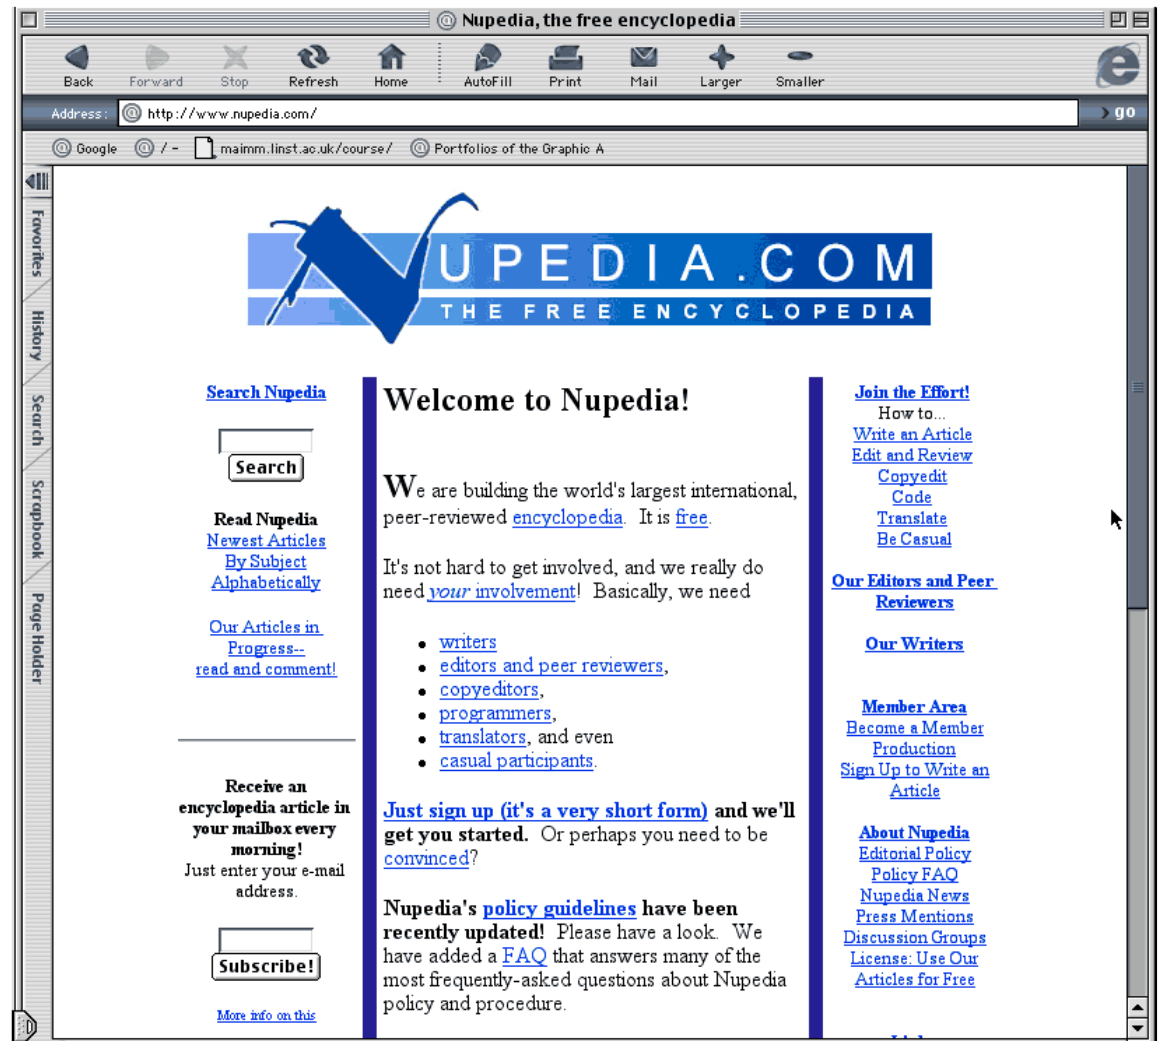 Nupedia, the free encyclopedia
Back Forward Stop Refresh Home AutoFill Print Mail Larger Smaller
Address: http://www.nupedia.com/ go
Google / - maimm.linst.ac.uk/course/ Portfolios of the Graphic A
Favorites
History
Search
Scrapbook
Page Holder
NUPEDIA.COM
THE FREE ENCYCLOPEDIA
Search Nupedia
Search
Read Nupedia
Newest Articles
By Subject
Alphabetically
Our Articles in
Progress--
read and comment!
Receive an
encyclopedia article in
your mailbox every
morning!
Just enter your e-mail
address.
Subscribe!
More info on this
Welcome to Nupedia!
We are building the world's largest international,
peer-reviewed encyclopedia. It is free.
It's not hard to get involved, and we really do
need your involvement! Basically, we need
writers
editors and peer reviewers,
copyeditors,
programmers,
translators, and even
casual participants.
Just sign up (it's a very short form) and we'll
get you started. Or perhaps you need to be
convinced?
Nupedia's policy guidelines have been
recently updated! Please have a look. We
have added a FAQ that answers many of the
most frequently-asked questions about Nupedia
policy and procedure.
Join the Effort!
How to...
Write an Article
Edit and Review
Copyedit
Code
Translate
Be Casual
Our Editors and Peer
Reviewers
Our Writers
Member Area
Become a Member
Production
Sign Up to Write an
Article
About Nupedia
Editorial Policy
Policy FAQ
Nupedia News
Press Mentions
Discussion Groups
License: Use Our
Articles for Free